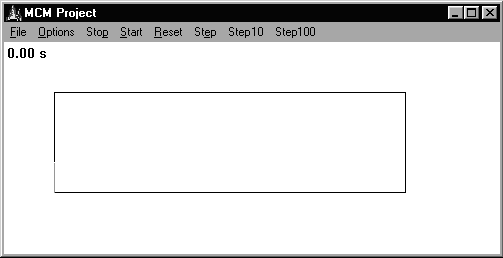 MCM Project
File Options Stop Start Reset Step Step10 Step100
0.00 s